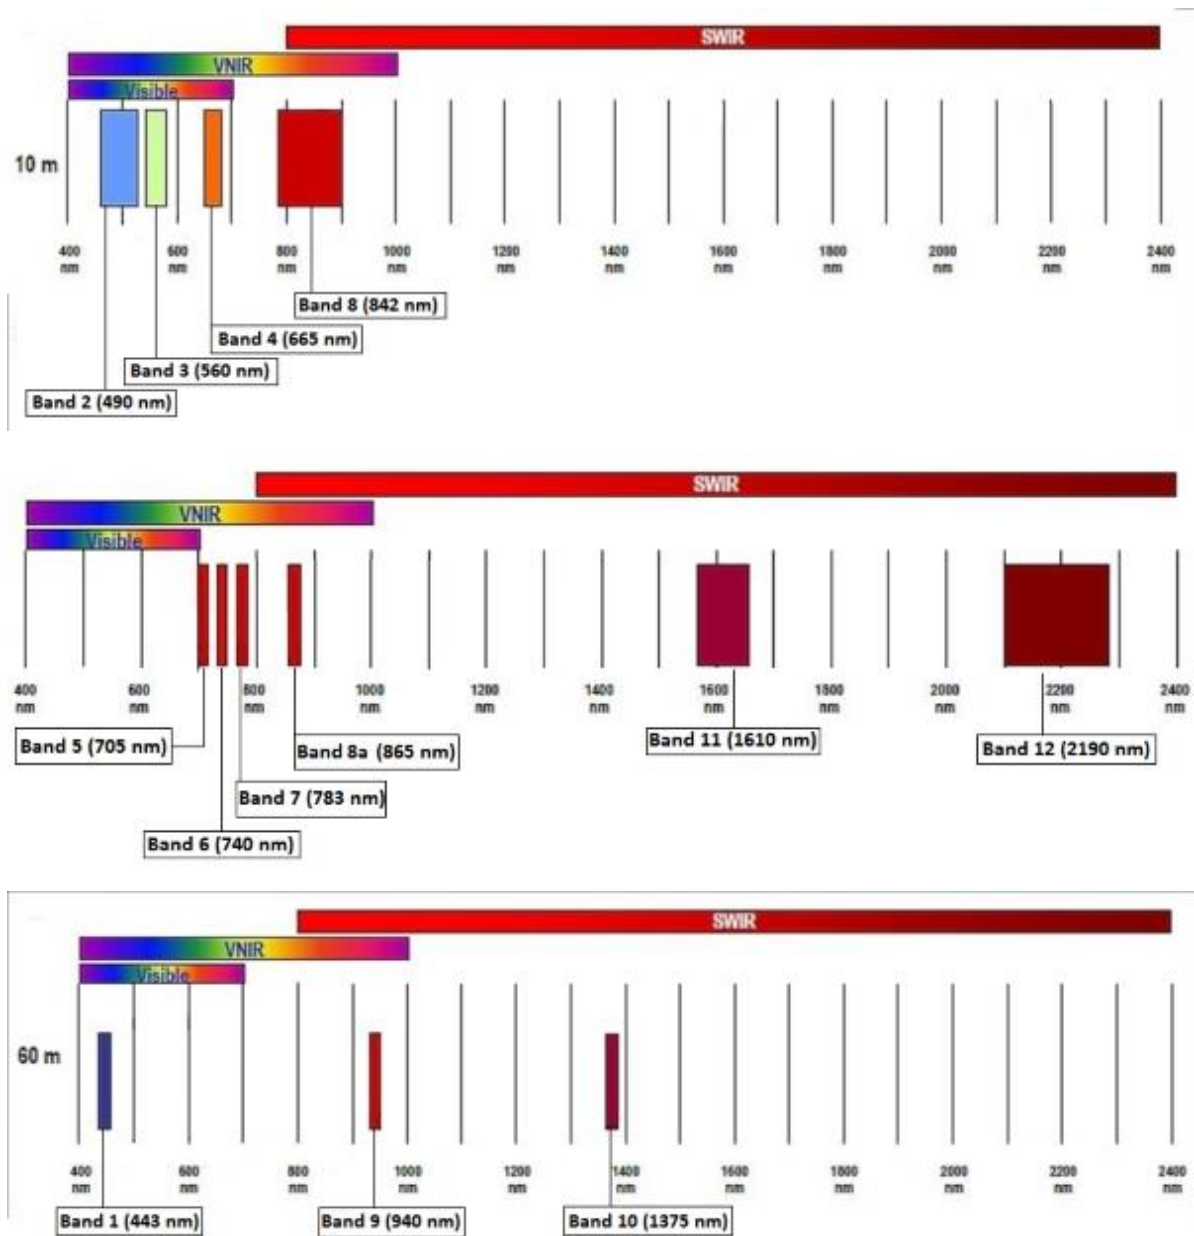 SWIR
VNIR
Visible
10 m
400 600 800 1000 1200 1400 1600 1800 2000 2200 2400
nm nm nm nm nm nm nm nm nm nm nm
Band 8 (842 nm)
Band 4 (665 nm)
Band 3 (560 nm)
Band 2 (490 nm)
SWIR
VNIR
Visible
400 600 800 1000 1200 1400 1600 1800 2000 2200 2400
nm nm nm nm nm nm nm nm nm nm nm
Band 5 (705 nm)
Band 8a (865 nm)
Band 11 (1610 nm)
Band 12 (2190 nm)
Band 7 (783 nm)
Band 6 (740 nm)
SWIR
VNIR
Visible
60 m
400 600 800 1000 1200 1400 1600 1800 2000 2200 2400
nm nm nm nm nm nm nm nm nm nm nm
Band 1 (443 nm)
Band 9 (940 nm)
Band 10 (1375 nm)